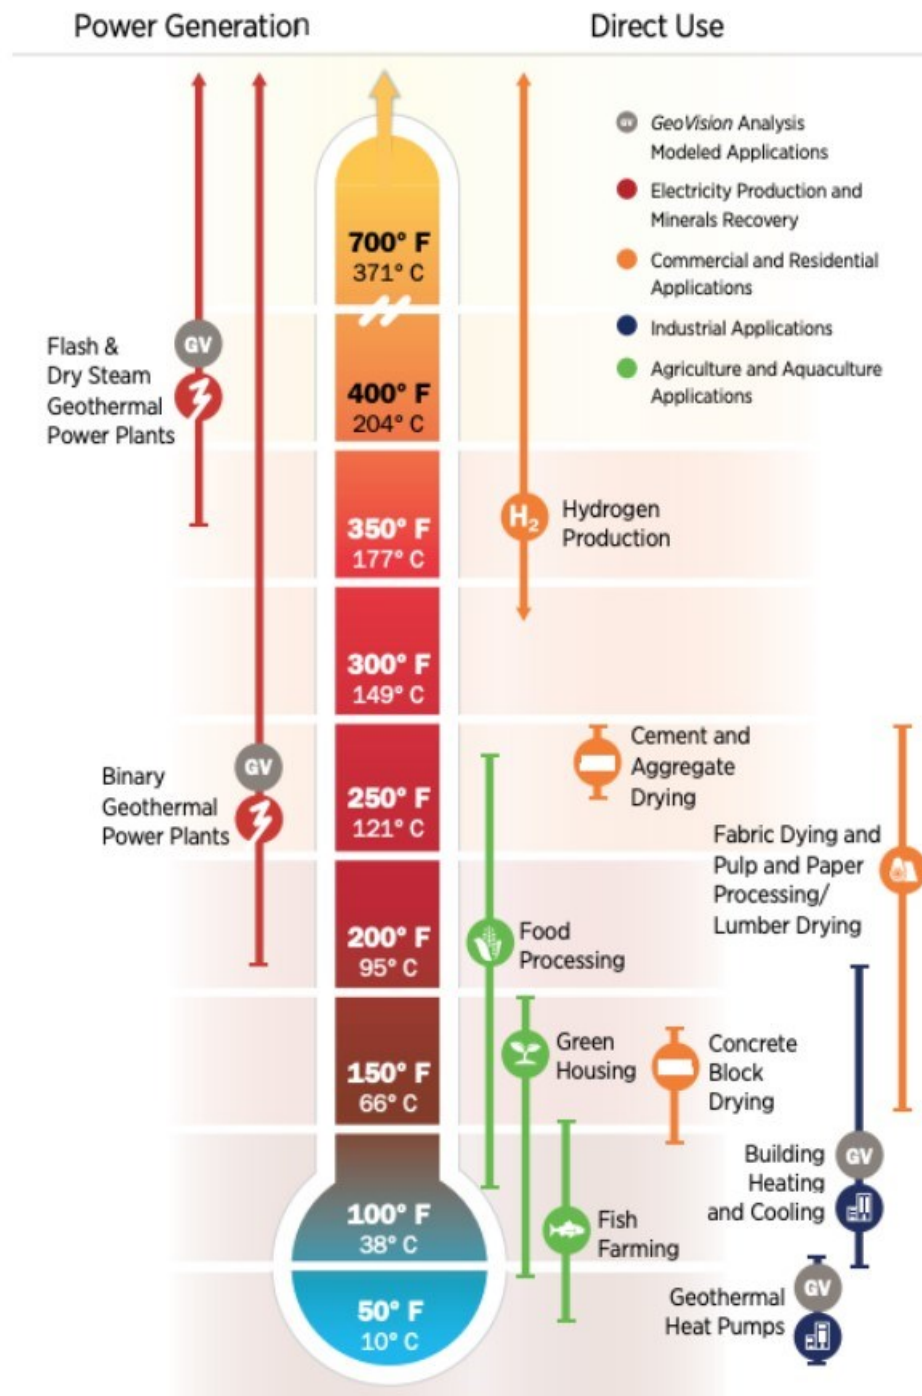 Power Generation
Direct Use
GV GeoVision Analysis
Modeled Applications
Electricity Production and
Minerals Recovery
Commercial and Residential
Applications
Industrial Applications
Agriculture and Aquaculture
Applications
700° F
371° C
GV
Flash &
Dry Steam
Geothermal
Power Plants
400° F
204° C
350° F
177° C
H₂
Hydrogen
Production
300° F
149° C
Cement and
Aggregate
Drying
GV
Binary
Geothermal
Power Plants
250° F
121° C
Fabric Dying and
Pulp and Paper
Processing/
Lumber Drying
200° F
95° C
Food
Processing
Green
Housing
Concrete
Block
Drying
150° F
66° C
Building
Heating
and Cooling
GV
100° F
38° C
Fish
Farming
Geothermal
Heat Pumps
GV
50° F
10° C